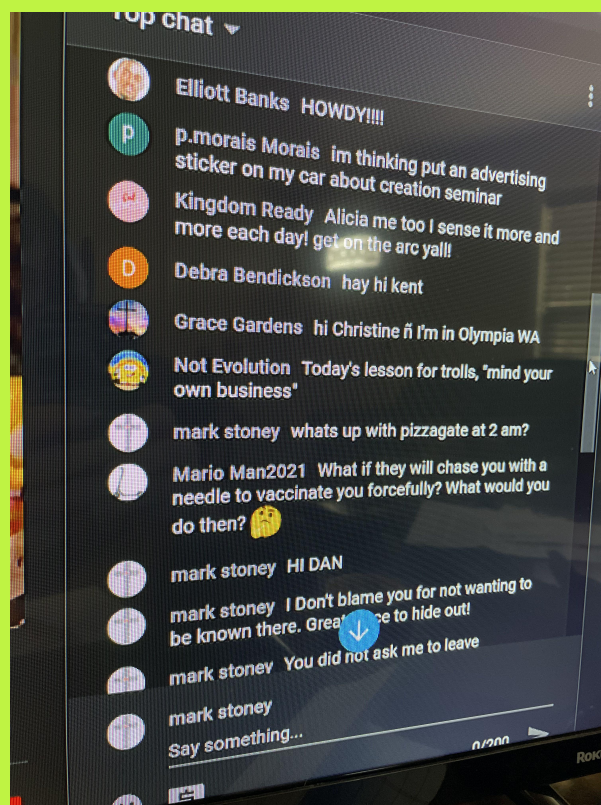 Top chat
Elliott Banks HOWDY!!!!
P
p.morais Morais im thinking put an advertising
sticker on my car about creation seminar
Kingdom Ready Alicia me too I sense it more and
more each day! get on the arc yall!
D
Debra Bendickson hay hi kent
Grace Gardens hi Christine ñ I'm in Olympia WA
Not Evolution Today's lesson for trolls, "mind your
own business"
mark stoney whats up with pizzagate at 2 am?
Mario Man2021 What if they will chase you with a
needle to vaccinate you forcefully? What would you
do then?
mark stoney HI DAN
mark stoney I Don't blame you for not wanting to
be known there. to hide out!
mark stoney You did not ask me to leave
mark stoney
Say something...
0/200